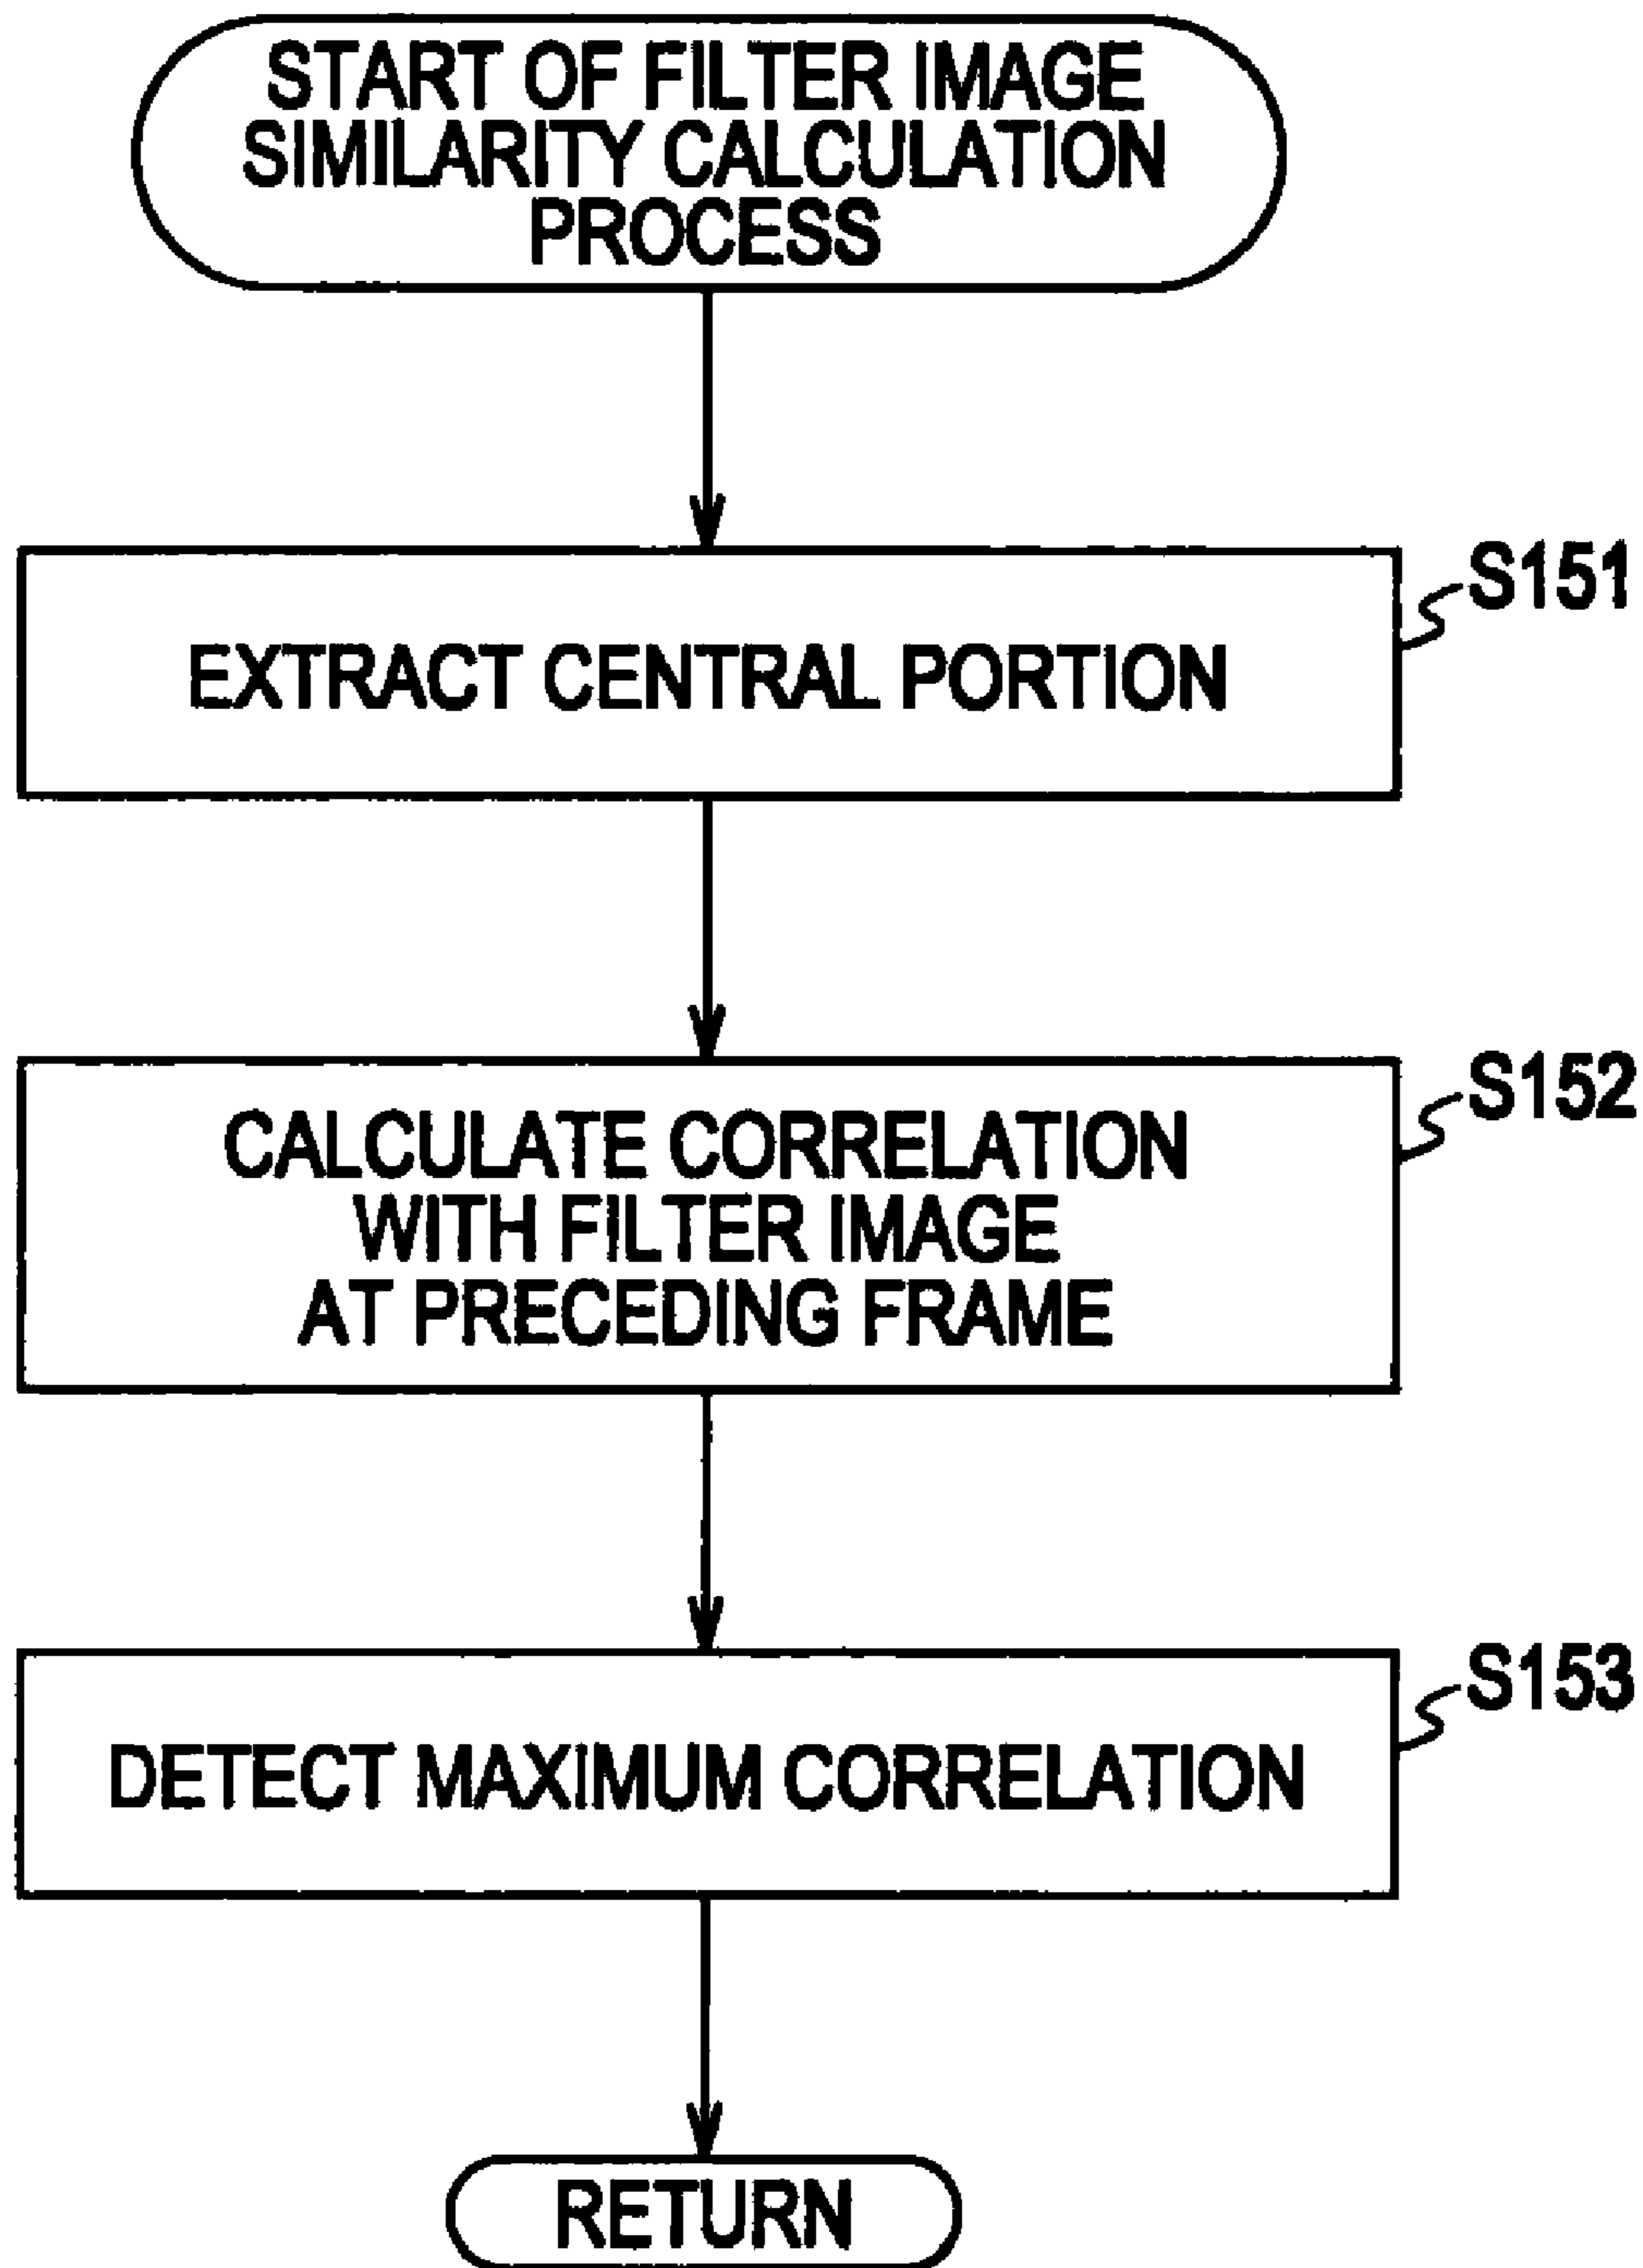 START OF FILTER IMAGE
SIMILARITY CALCULATION
PROCESS
S151
EXTRACT CENTRAL PORTION
S152
CALCULATE CORRELATION
WITH FILTER IMAGE
AT PRECEDING FRAME
S153
DETECT MAXIMUM CORRELATION
RETURN